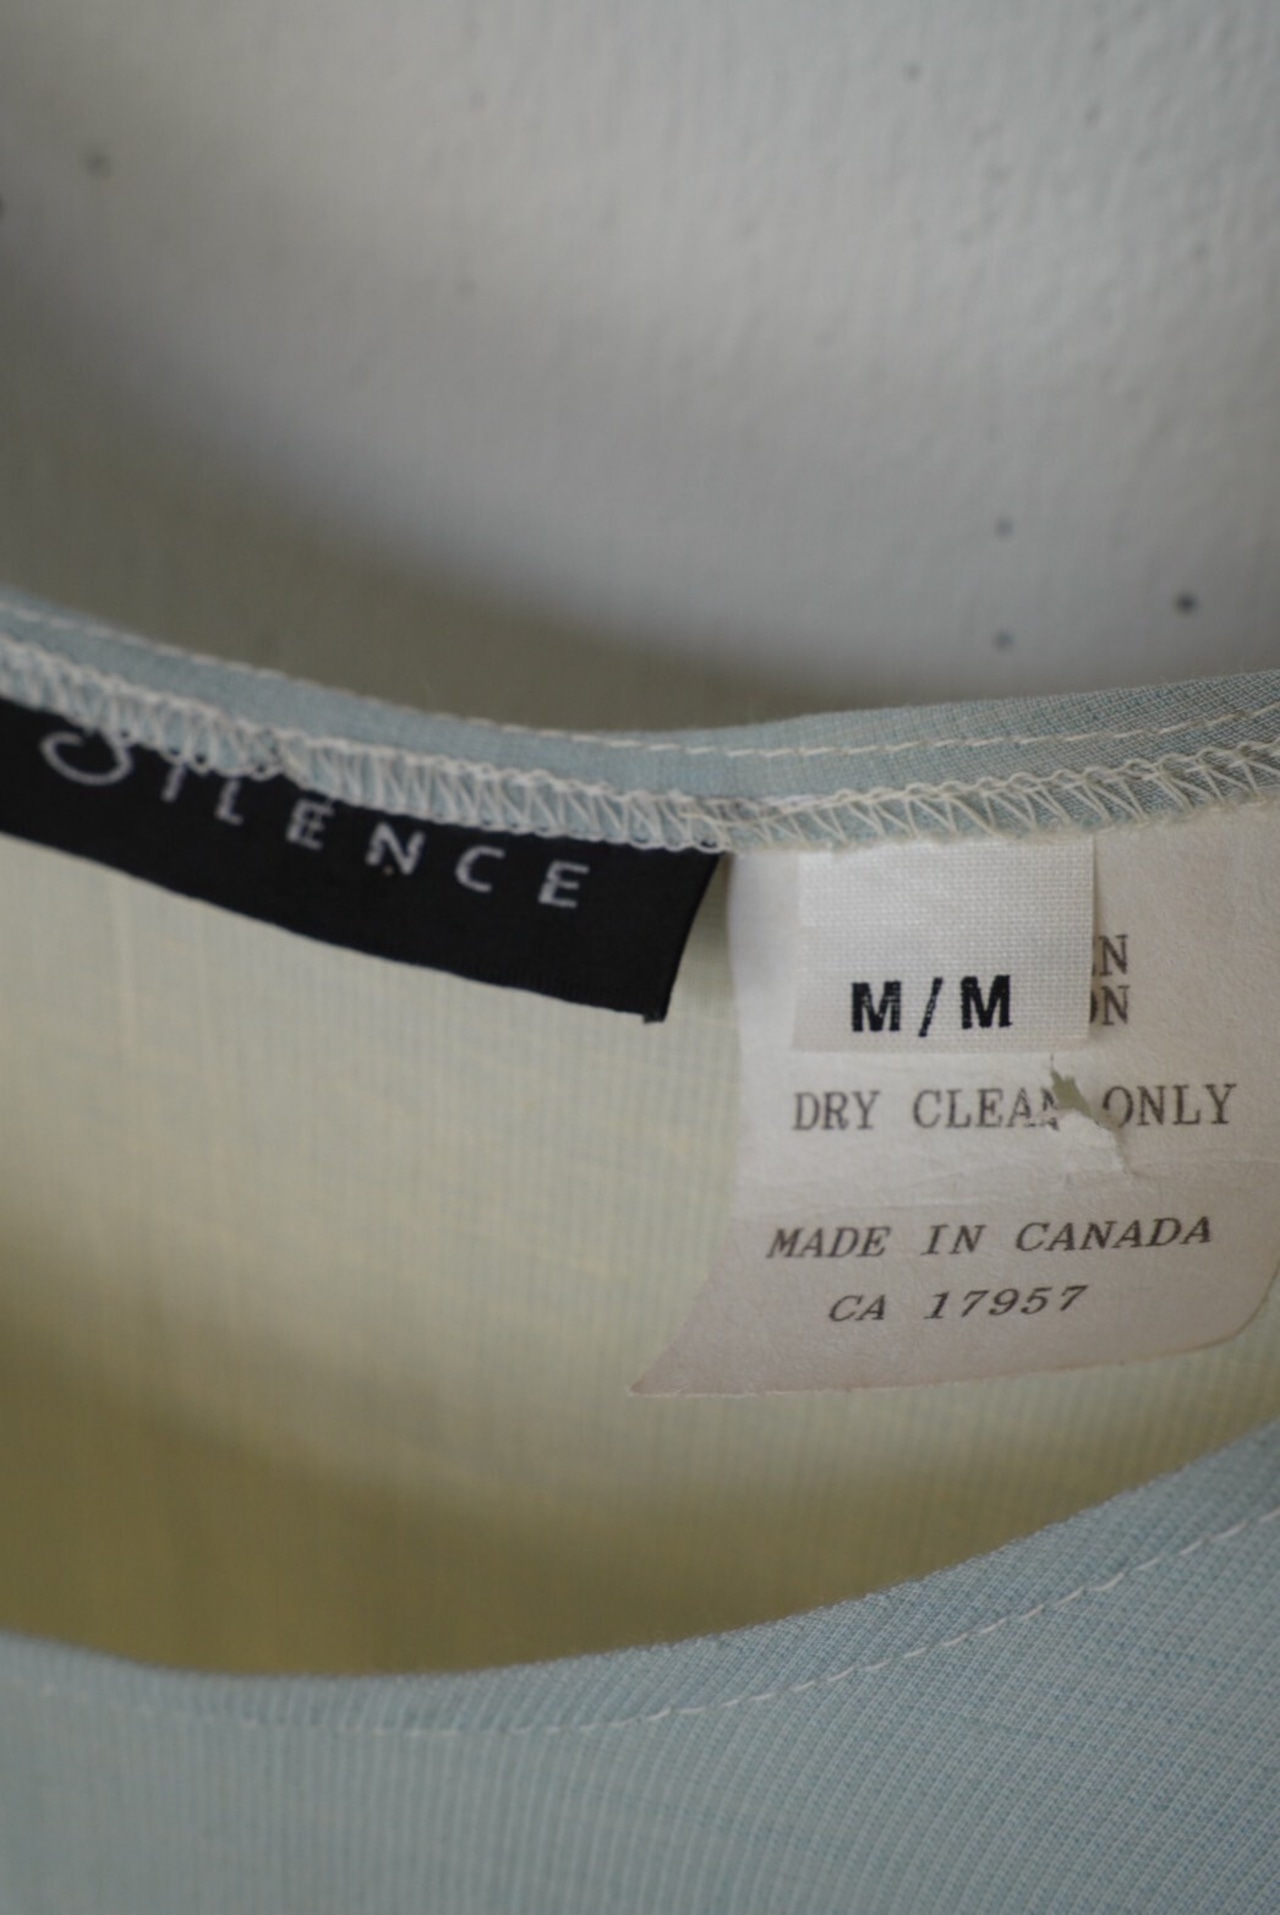 SILENCE
M/M
DRY CLEAN ONLY
MADE IN CANADA
CA 17957